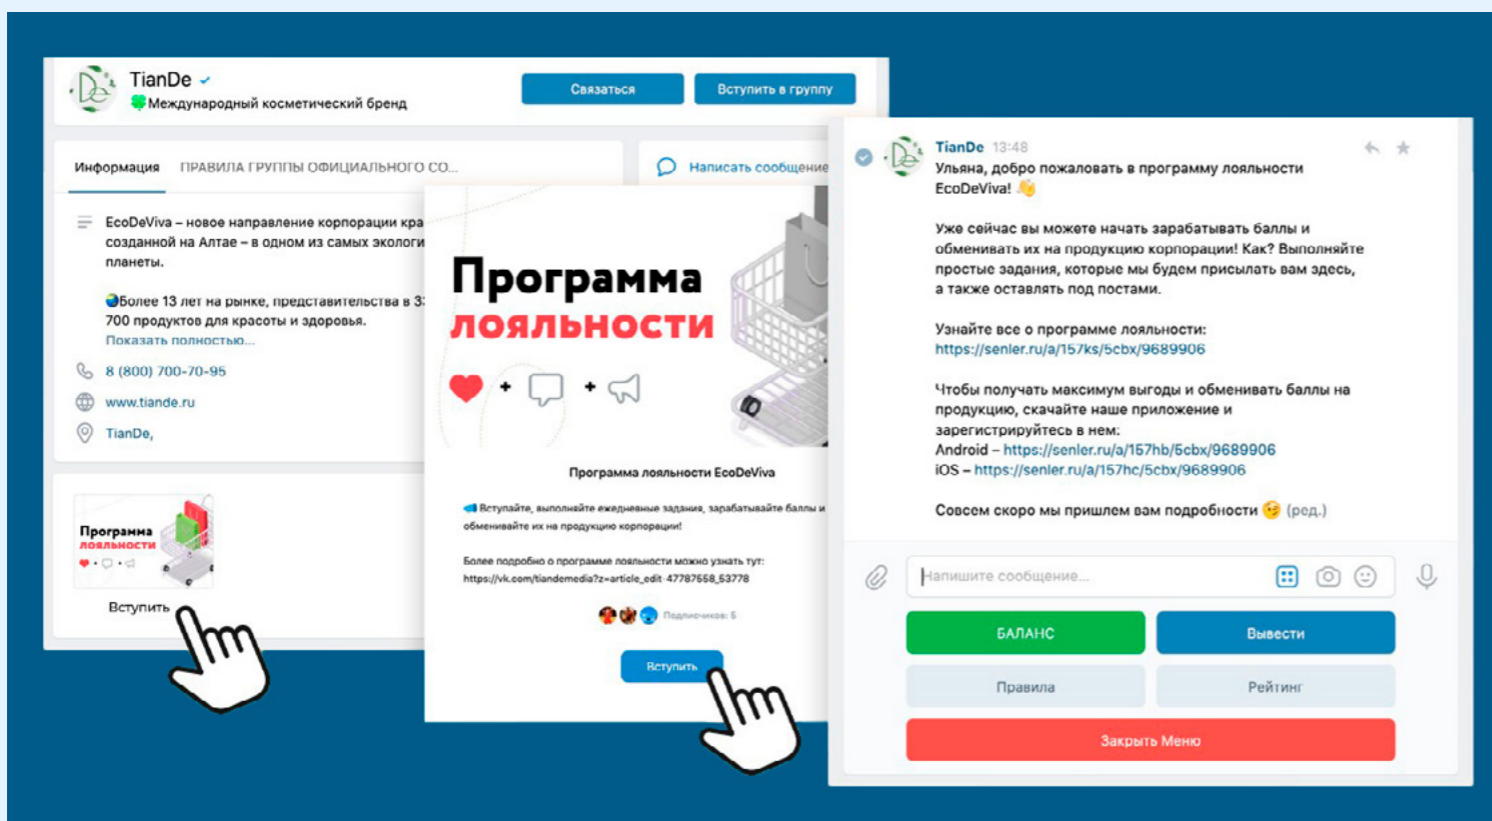 TianDe
Международный косметический бренд
Связаться
Вступить в группу
Информация
ПРАВИЛА ГРУППЫ ОФИЦИАЛЬНОГО СО...
Написать сообщение
EcoDeViva – новое направление корпорации кра
созданной на Алтае – в одном из самых экологи
планеты.
Более 13 лет на рынке, представительства в 3
700 продуктов для красоты и здоровья.
Показать полностью...
8 (800) 700-70-95
www.tiande.ru
TianDe,
Программа
лояльности
Вступить
Программа
лояльности
Программа лояльности EcoDeViva
Вступайте, выполняйте ежедневные задания, зарабатывайте баллы и
обменивайте их на продукцию корпорации!
Более подробно о программе лояльности можно узнать тут:
https://vk.com/tiandemedia?z=article_edit-47787558_53778
Подписчиков: 5
Вступить
TianDe 13:48
Ульяна, добро пожаловать в программу лояльности
EcoDeViva!
Уже сейчас вы можете начать зарабатывать баллы и
обменивать их на продукцию корпорации! Как? Выполняйте
простые задания, которые мы будем присылать вам здесь,
а также оставлять под постами.
Узнайте все о программе лояльности:
https://senler.ru/a/157ks/5cbx/9689906
Чтобы получать максимум выгоды и обменивать баллы на
продукцию, скачайте наше приложение и
зарегистрируйтесь в нем:
Android – https://senler.ru/a/157hb/5cbx/9689906
iOS – https://senler.ru/a/157hc/5cbx/9689906
Совсем скоро мы пришлем вам подробности (ред.)
Напишите сообщение...
БАЛАНС
Вывести
Правила
Рейтинг
Закрыть Меню